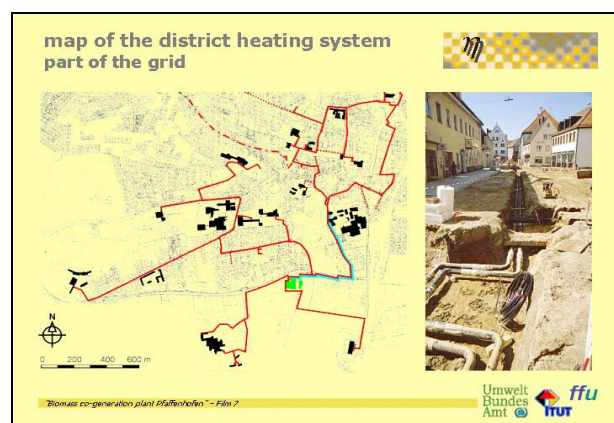 map of the district heating system
part of the grid
N
0 200 400 600 m
"Biomass co-generation plant Pfaffenhofen" – Film 7
Umwelt
Bundes
Amt
ITUT
ffu